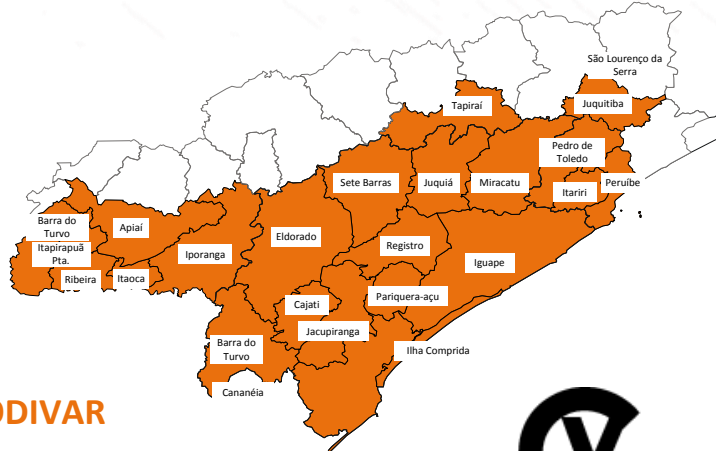 São Lourenço da
Serra
Tapiraí
Juquitiba
Pedro de
Toledo
Sete Barras
Juquiá
Miracatu
Itariri
Peruíbe
Barra do
Turvo
Apiaí
Itapirapuã
Pta.
Iporanga
Eldorado
Registro
Iguape
Ribeira
Itaoca
Cajati
Pariquera-açu
Jacupiranga
Barra do
Turvo
Ilha Comprida
Cananéia
ODIVAR